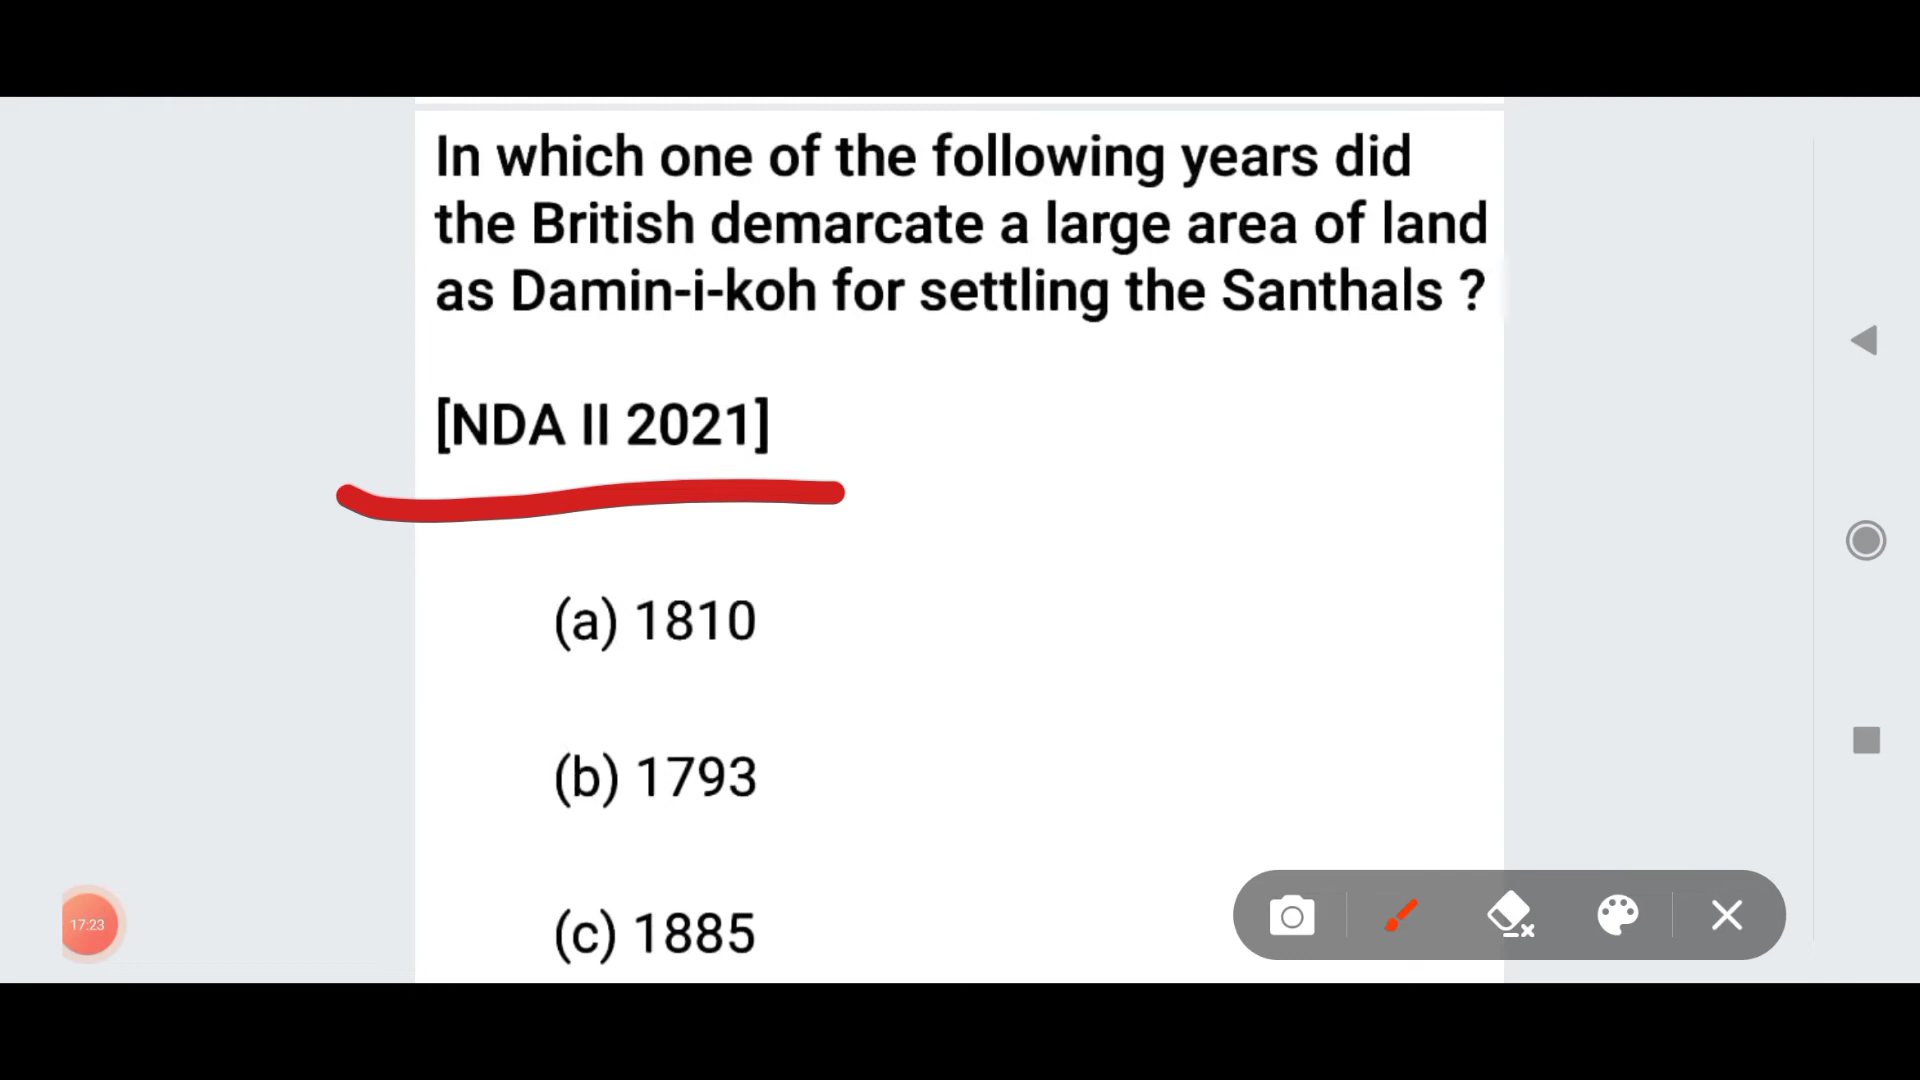 In which one of the following years did
the British demarcate a large area of land
as Damin-i-koh for settling the Santhals ?
[NDA II 2021]
(a) 1810
(b) 1793
(c) 1885
17:23